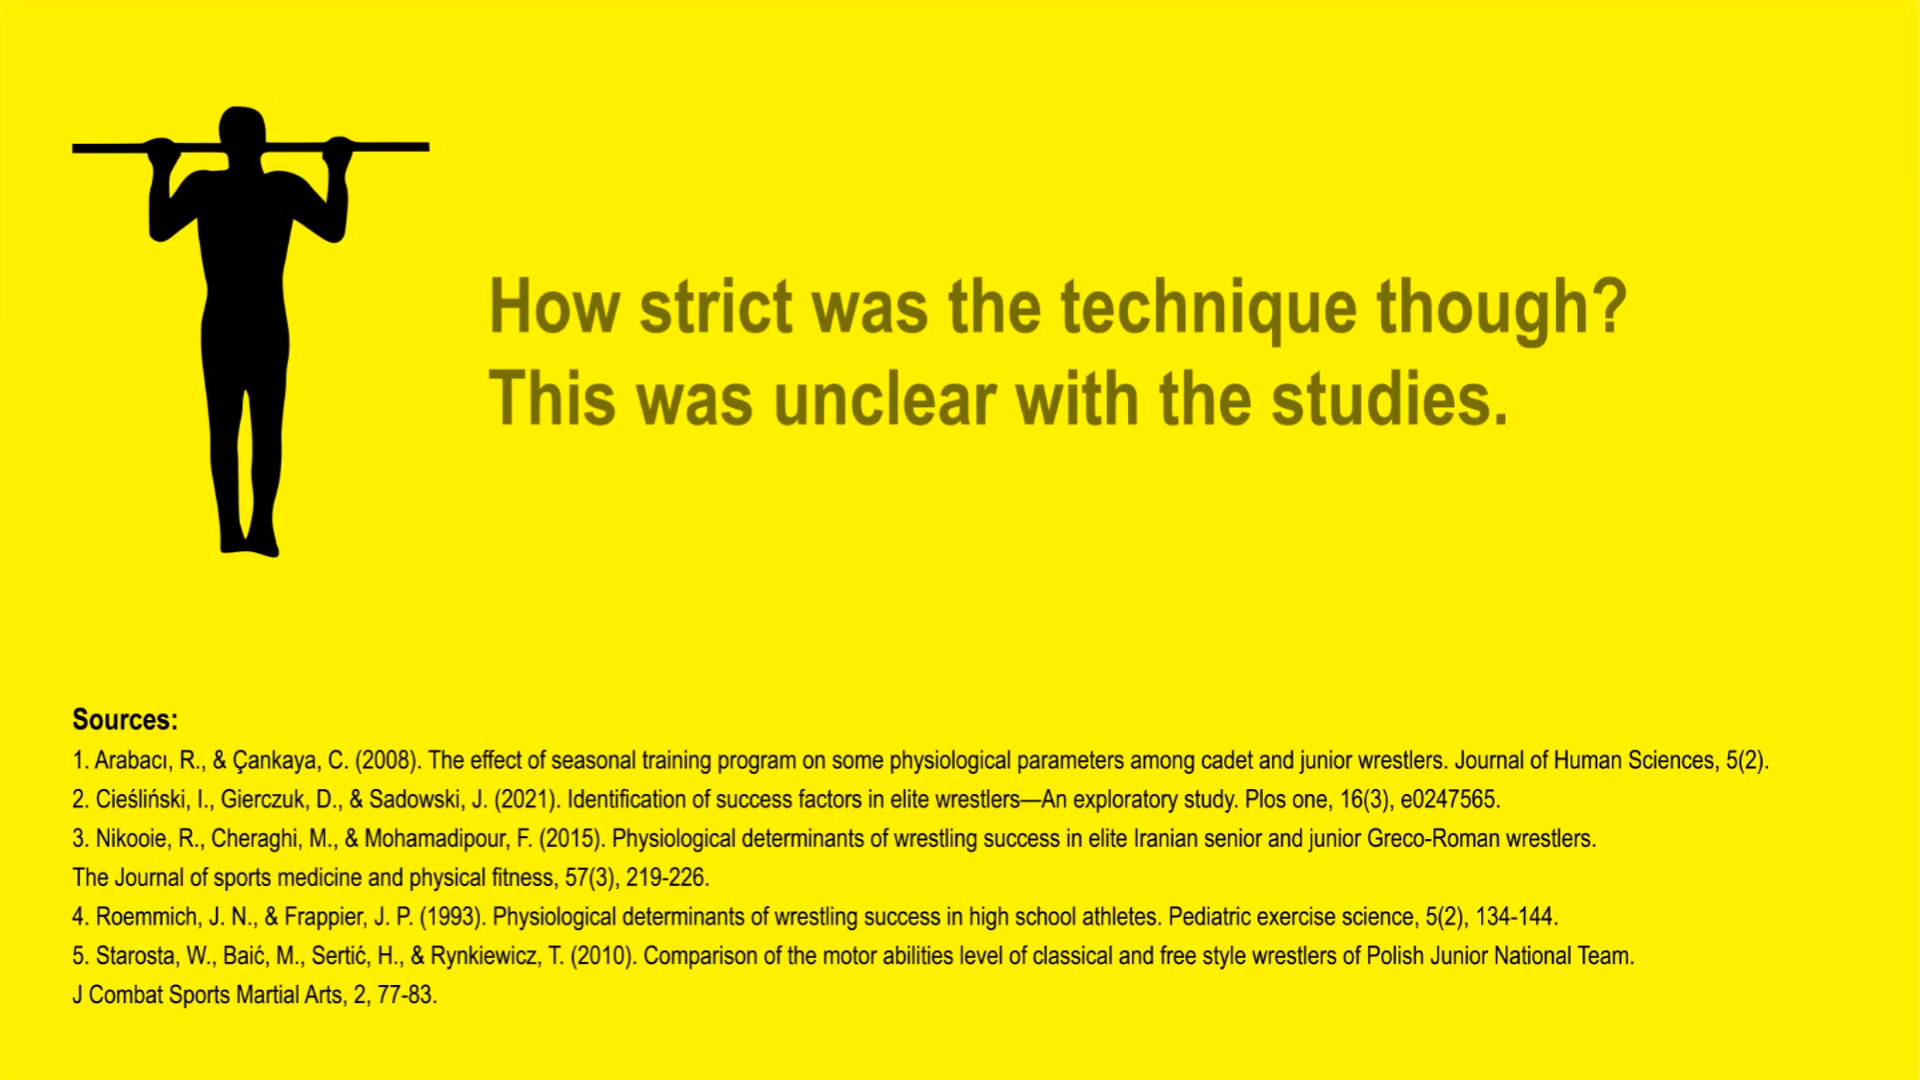 How strict was the technique though?
This was unclear with the studies.
Sources:
1. Arabacı, R., & Çankaya, C. (2008). The effect of seasonal training program on some physiological parameters among cadet and junior wrestlers. Journal of Human Sciences, 5(2).
2. Cieśliński, I., Gierczuk, D., & Sadowski, J. (2021). Identification of success factors in elite wrestlers—An exploratory study. Plos one, 16(3), e0247565.
3. Nikooie, R., Cheraghi, M., & Mohamadipour, F. (2015). Physiological determinants of wrestling success in elite Iranian senior and junior Greco-Roman wrestlers.
The Journal of sports medicine and physical fitness, 57(3), 219-226.
4. Roemmich, J. N., & Frappier, J. P. (1993). Physiological determinants of wrestling success in high school athletes. Pediatric exercise science, 5(2), 134-144.
5. Starosta, W., Baić, M., Sertić, H., & Rynkiewicz, T. (2010). Comparison of the motor abilities level of classical and free style wrestlers of Polish Junior National Team.
J Combat Sports Martial Arts, 2, 77-83.